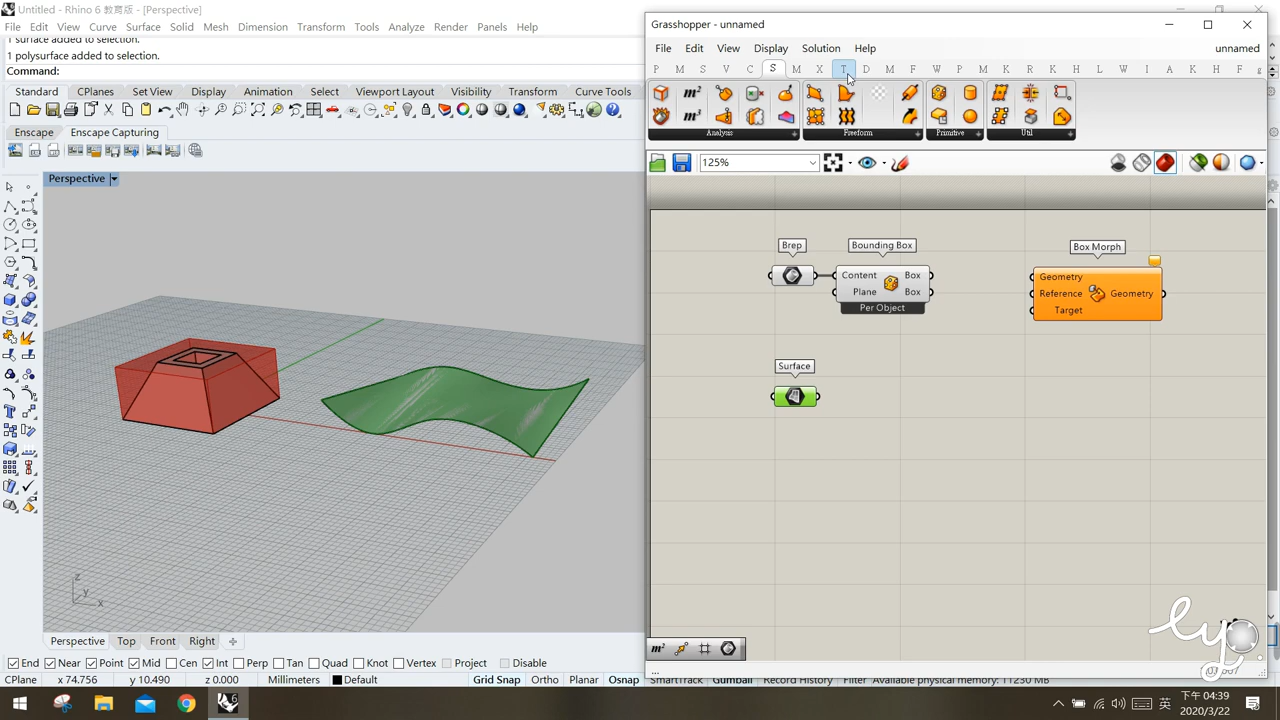 Untitled - Rhino 6 教育版 - [Perspective]
File Edit View Curve Surface Solid Mesh Dimension Transform Tools Analyze Render Panels Help
1 surface added to selection.
1 polysurface added to selection.
Command:
Standard CPlanes Set View Display Select Viewport Layout Visibility Transform Curve Tools
Enscape Enscape Capturing
Perspective
z
y
x
Perspective Top Front Right
End Near Point Mid Cen Int Perp Tan Quad Knot Vertex Project Disable
CPlane x 74.756 y 10.490 z 0.000 Millimeters Default Grid Snap Ortho Planar Osnap SmartTrack Gumball Record History Filter Available physical memory: 11230 MB
Grasshopper - unnamed
File Edit View Display Solution Help unnamed
P M S V C S M X T D M F W P M K R H L W I A X K F g
m² m³
Analysis Freeform Primitive Util
125%
Brep Bounding Box Box Morph
Content Box
Plane Box
Per Object
Geometry
Reference Geometry
Target
Surface
m²
...
lyo
英
下午 04:39
2020/3/22